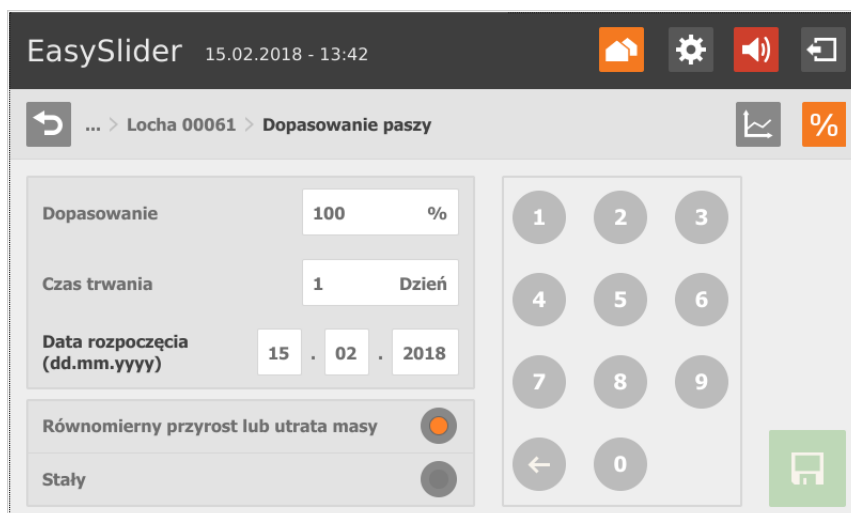 EasySlider 15.02.2018 - 13:42
... > Locha 00061 > Dopasowanie paszy
%
Dopasowanie 100 %
Czas trwania 1 Dzień
Data rozpoczęcia
(dd.mm.yyyy) 15 . 02 . 2018
Równomierny przyrost lub utrata masy
Stały
1 2 3
4 5 6
7 8 9
← 0